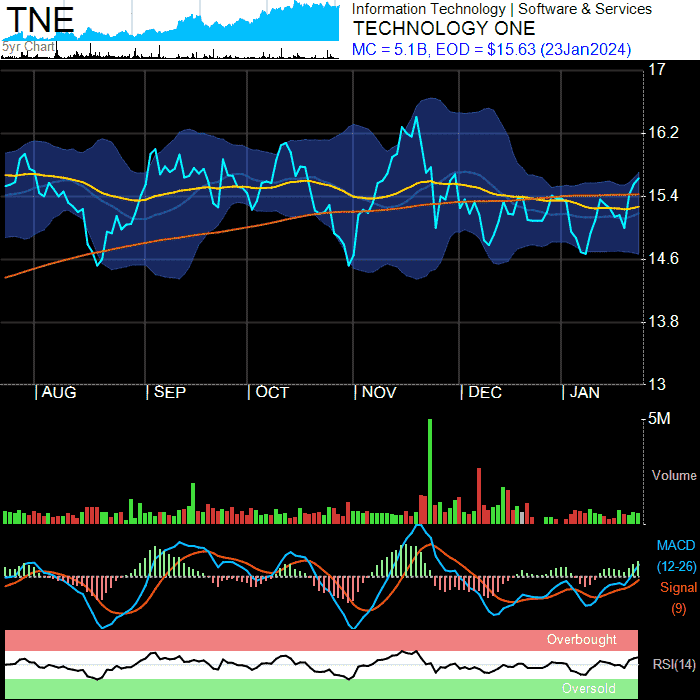 TNE
5yr Chart
Information Technology | Software & Services
TECHNOLOGY ONE
MC = 5.1B, EOD = $15.63 (23Jan2024)
17
16.2
15.4
14.6
13.8
13
| AUG | SEP | OCT | NOV | DEC | JAN
5M
Volume
MACD
(12-26)
Signal
(9)
Overbought
RSI(14)
Oversold